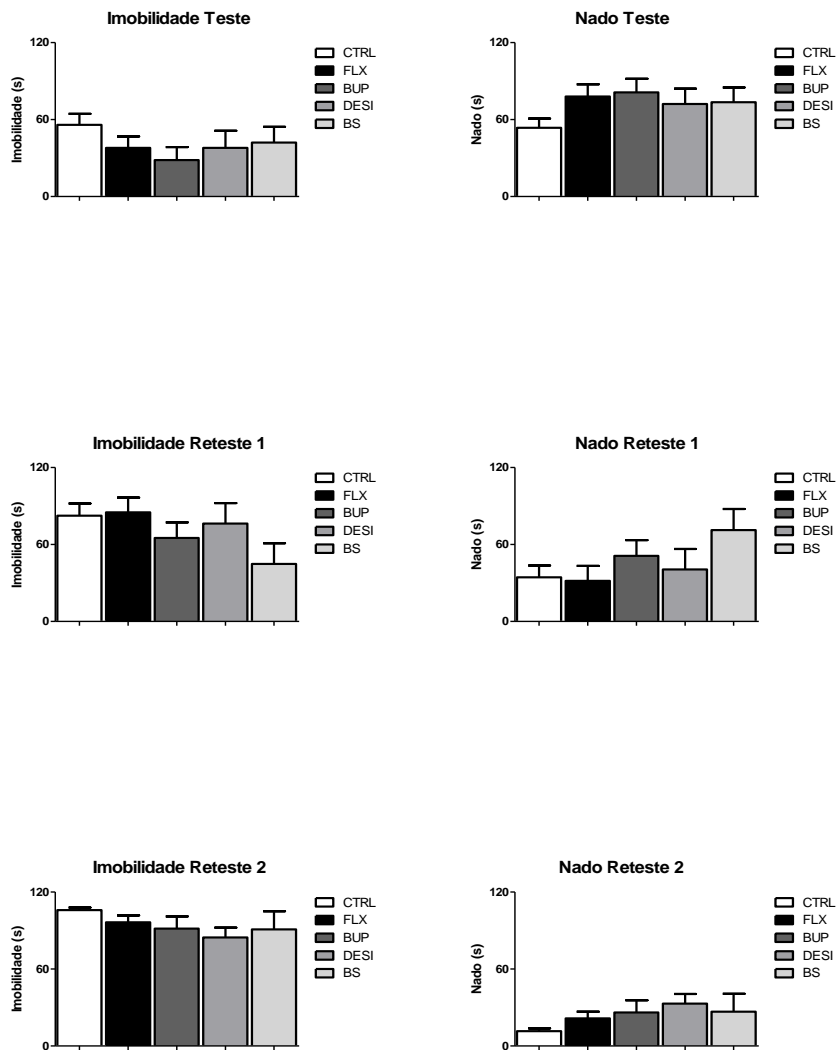 Imobilidade Teste
120
60
0
Imobilidade (s)
CTRL
FLX
BUP
DESI
BS
Nado Teste
120
60
0
Nado (s)
CTRL
FLX
BUP
DESI
BS
Imobilidade Reteste 1
120
60
0
Imobilidade (s)
CTRL
FLX
BUP
DESI
BS
Nado Reteste 1
120
60
0
Nado (s)
CTRL
FLX
BUP
DESI
BS
Imobilidade Reteste 2
120
60
0
Imobilidade (s)
CTRL
FLX
BUP
DESI
BS
Nado Reteste 2
120
60
0
Nado (s)
CTRL
FLX
BUP
DESI
BS